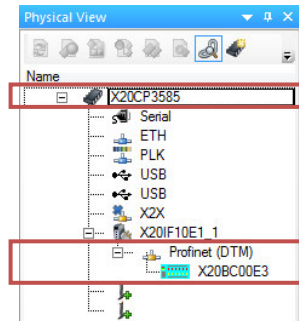 Physical View
Name
X20CP3585
Serial
ETH
PLK
USB
USB
X2X
X20IF10E1_1
Profinet (DTM)
X20BC00E3